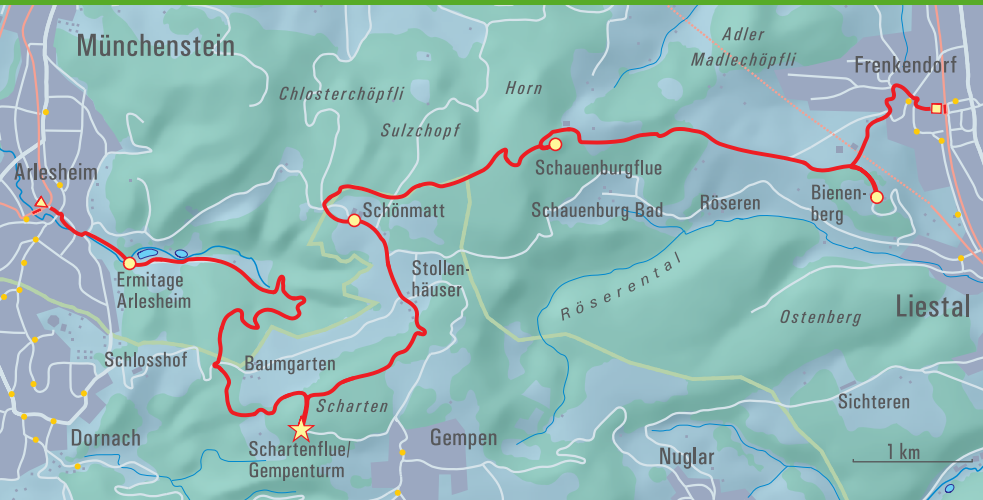 Münchenstein
Adler
Madlechöpfli
Frenkendorf
Chlosterchöpfli
Horn
Sulzchopf
Arlesheim
Schauenburgflue
Schönmatt
Schauenburg Bad
Röseren
Bienen-
berg
Ermitage
Arlesheim
Stollen-
häuser
Röserental
Liestal
Ostenberg
Schlosshof
Baumgarten
Scharten
Sichteren
Dornach
Schartenflue/
Gempenturm
Gempen
Nuglar
1 km